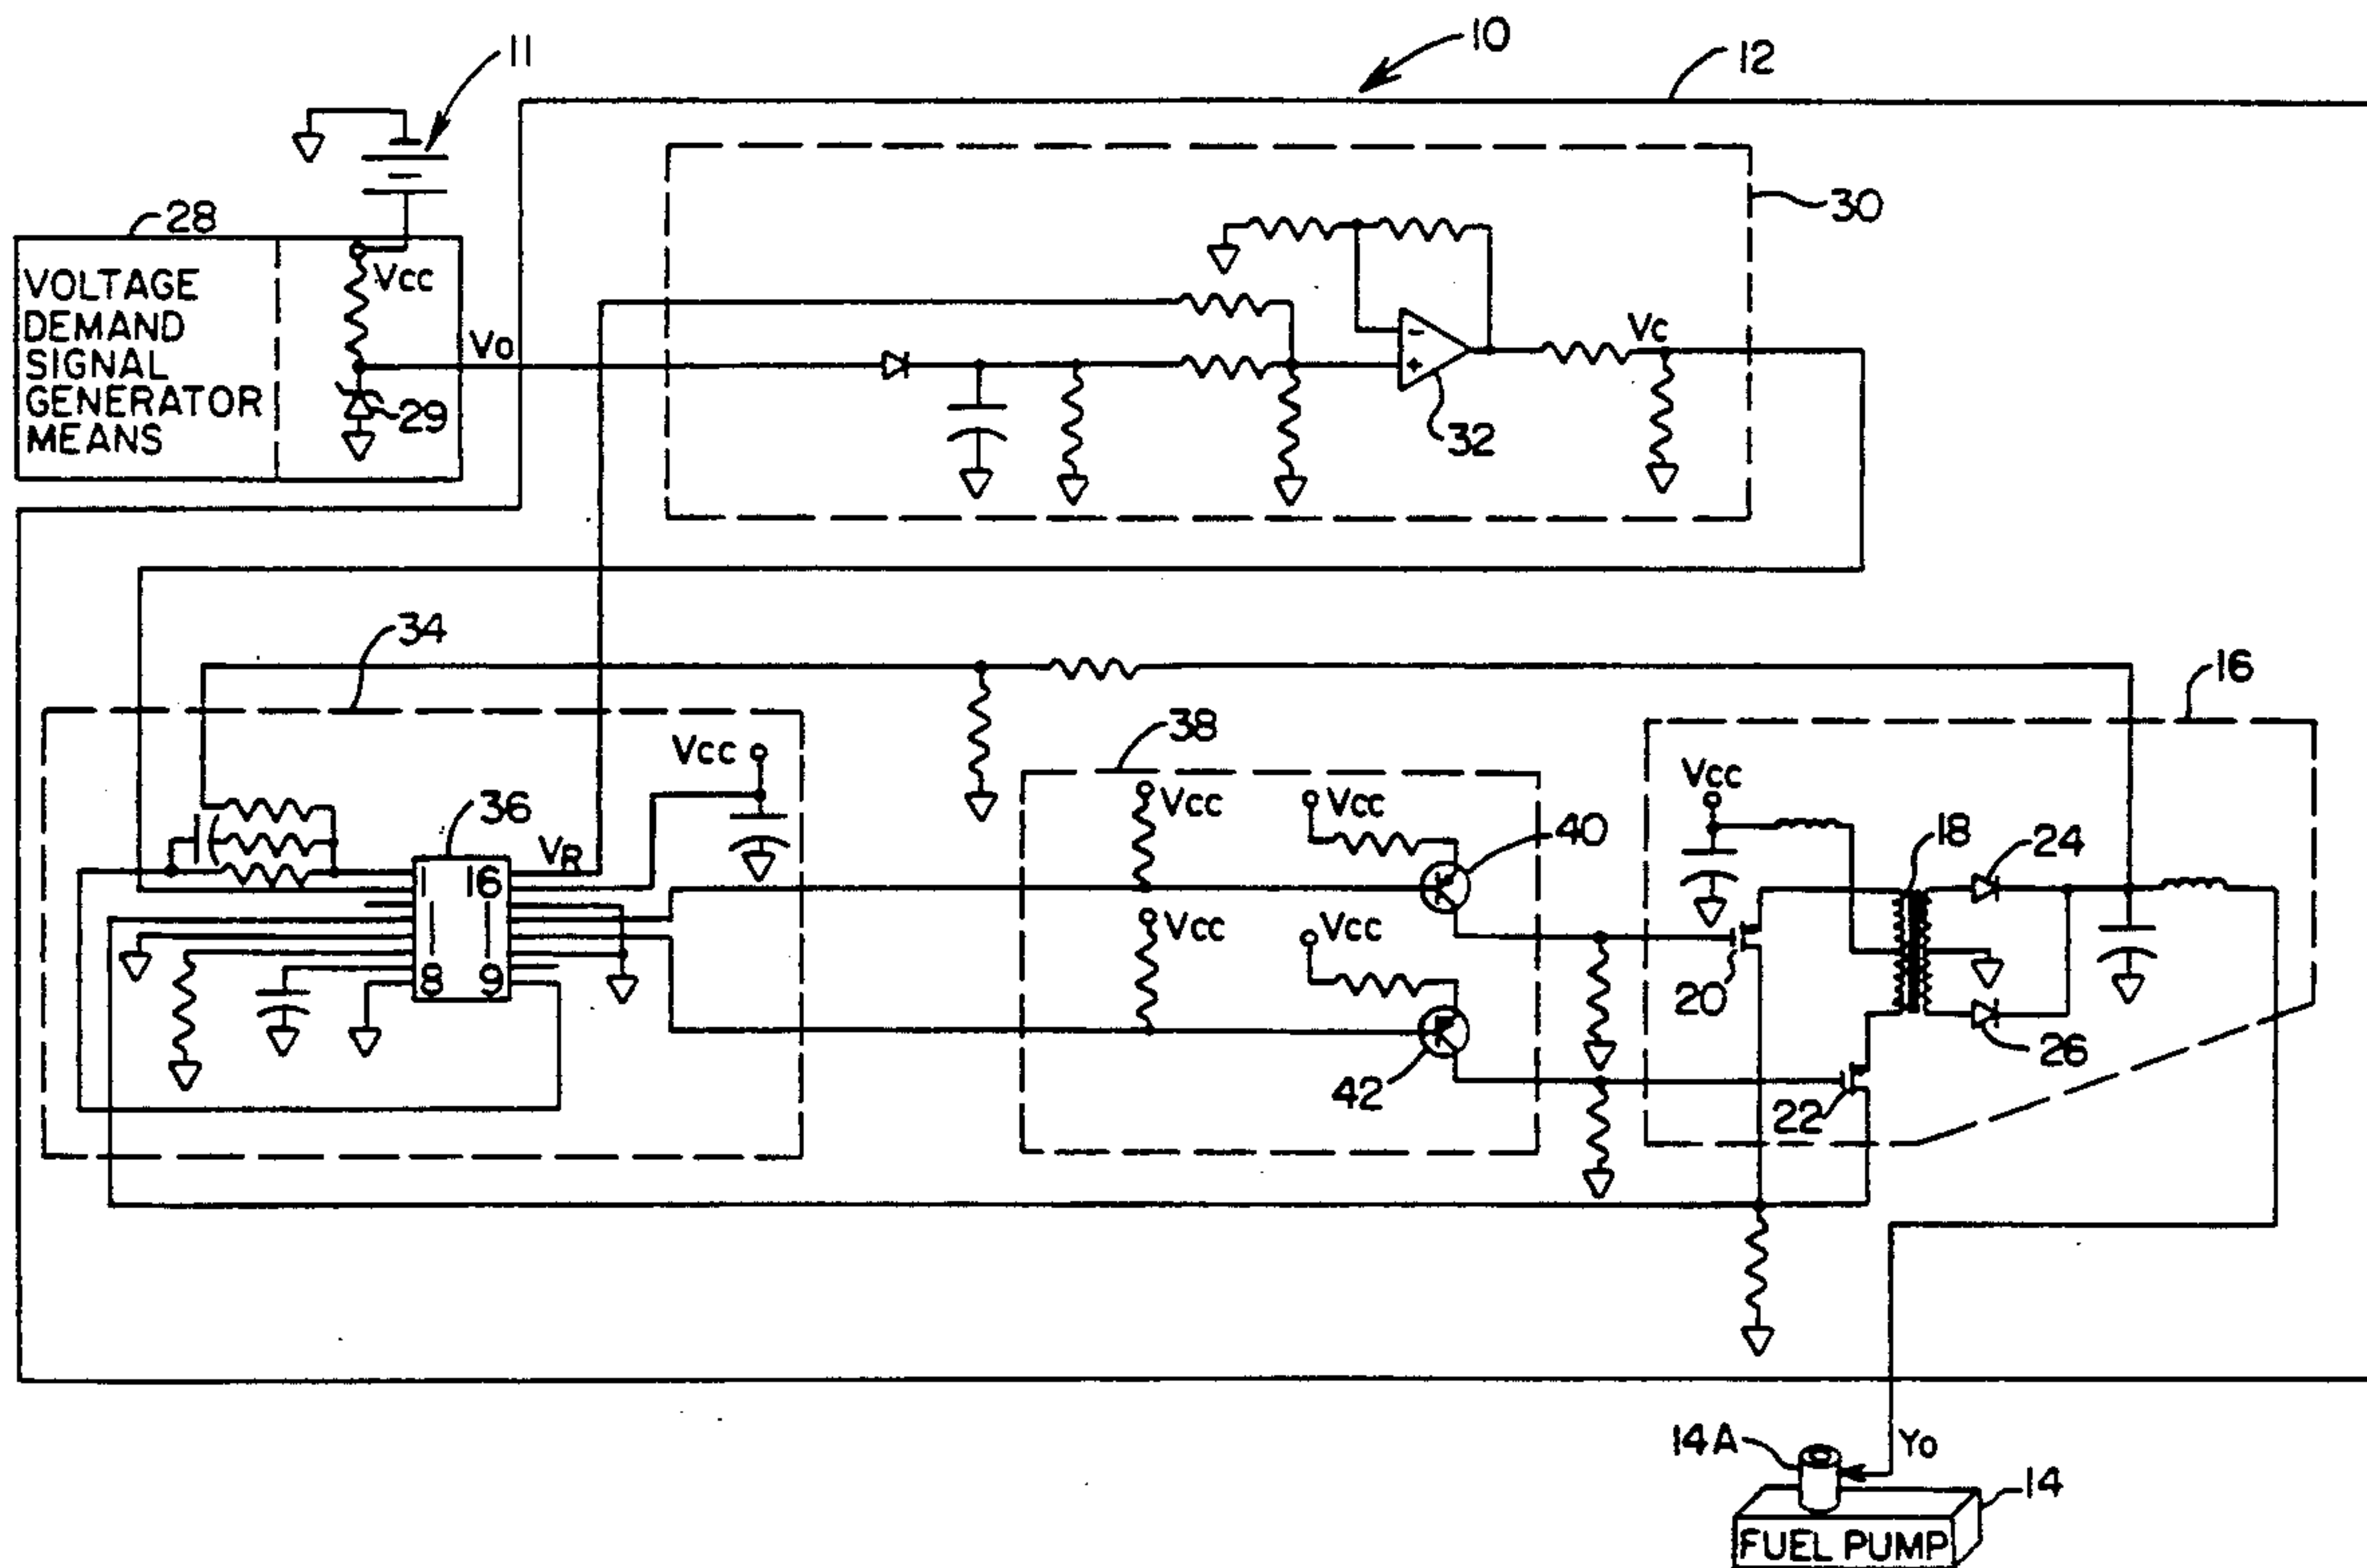 10
12
11
28
30
VOLTAGE
DEMAND
SIGNAL
GENERATOR
MEANS
Vcc
Vo
29
-
+
32
Vc
34
16
38
Vcc
36
VR
1 16
8 9
Vcc
Vcc
40
Vcc
Vcc
42
Vcc
18
24
20
26
22
14A
Yo
14
FUEL PUMP